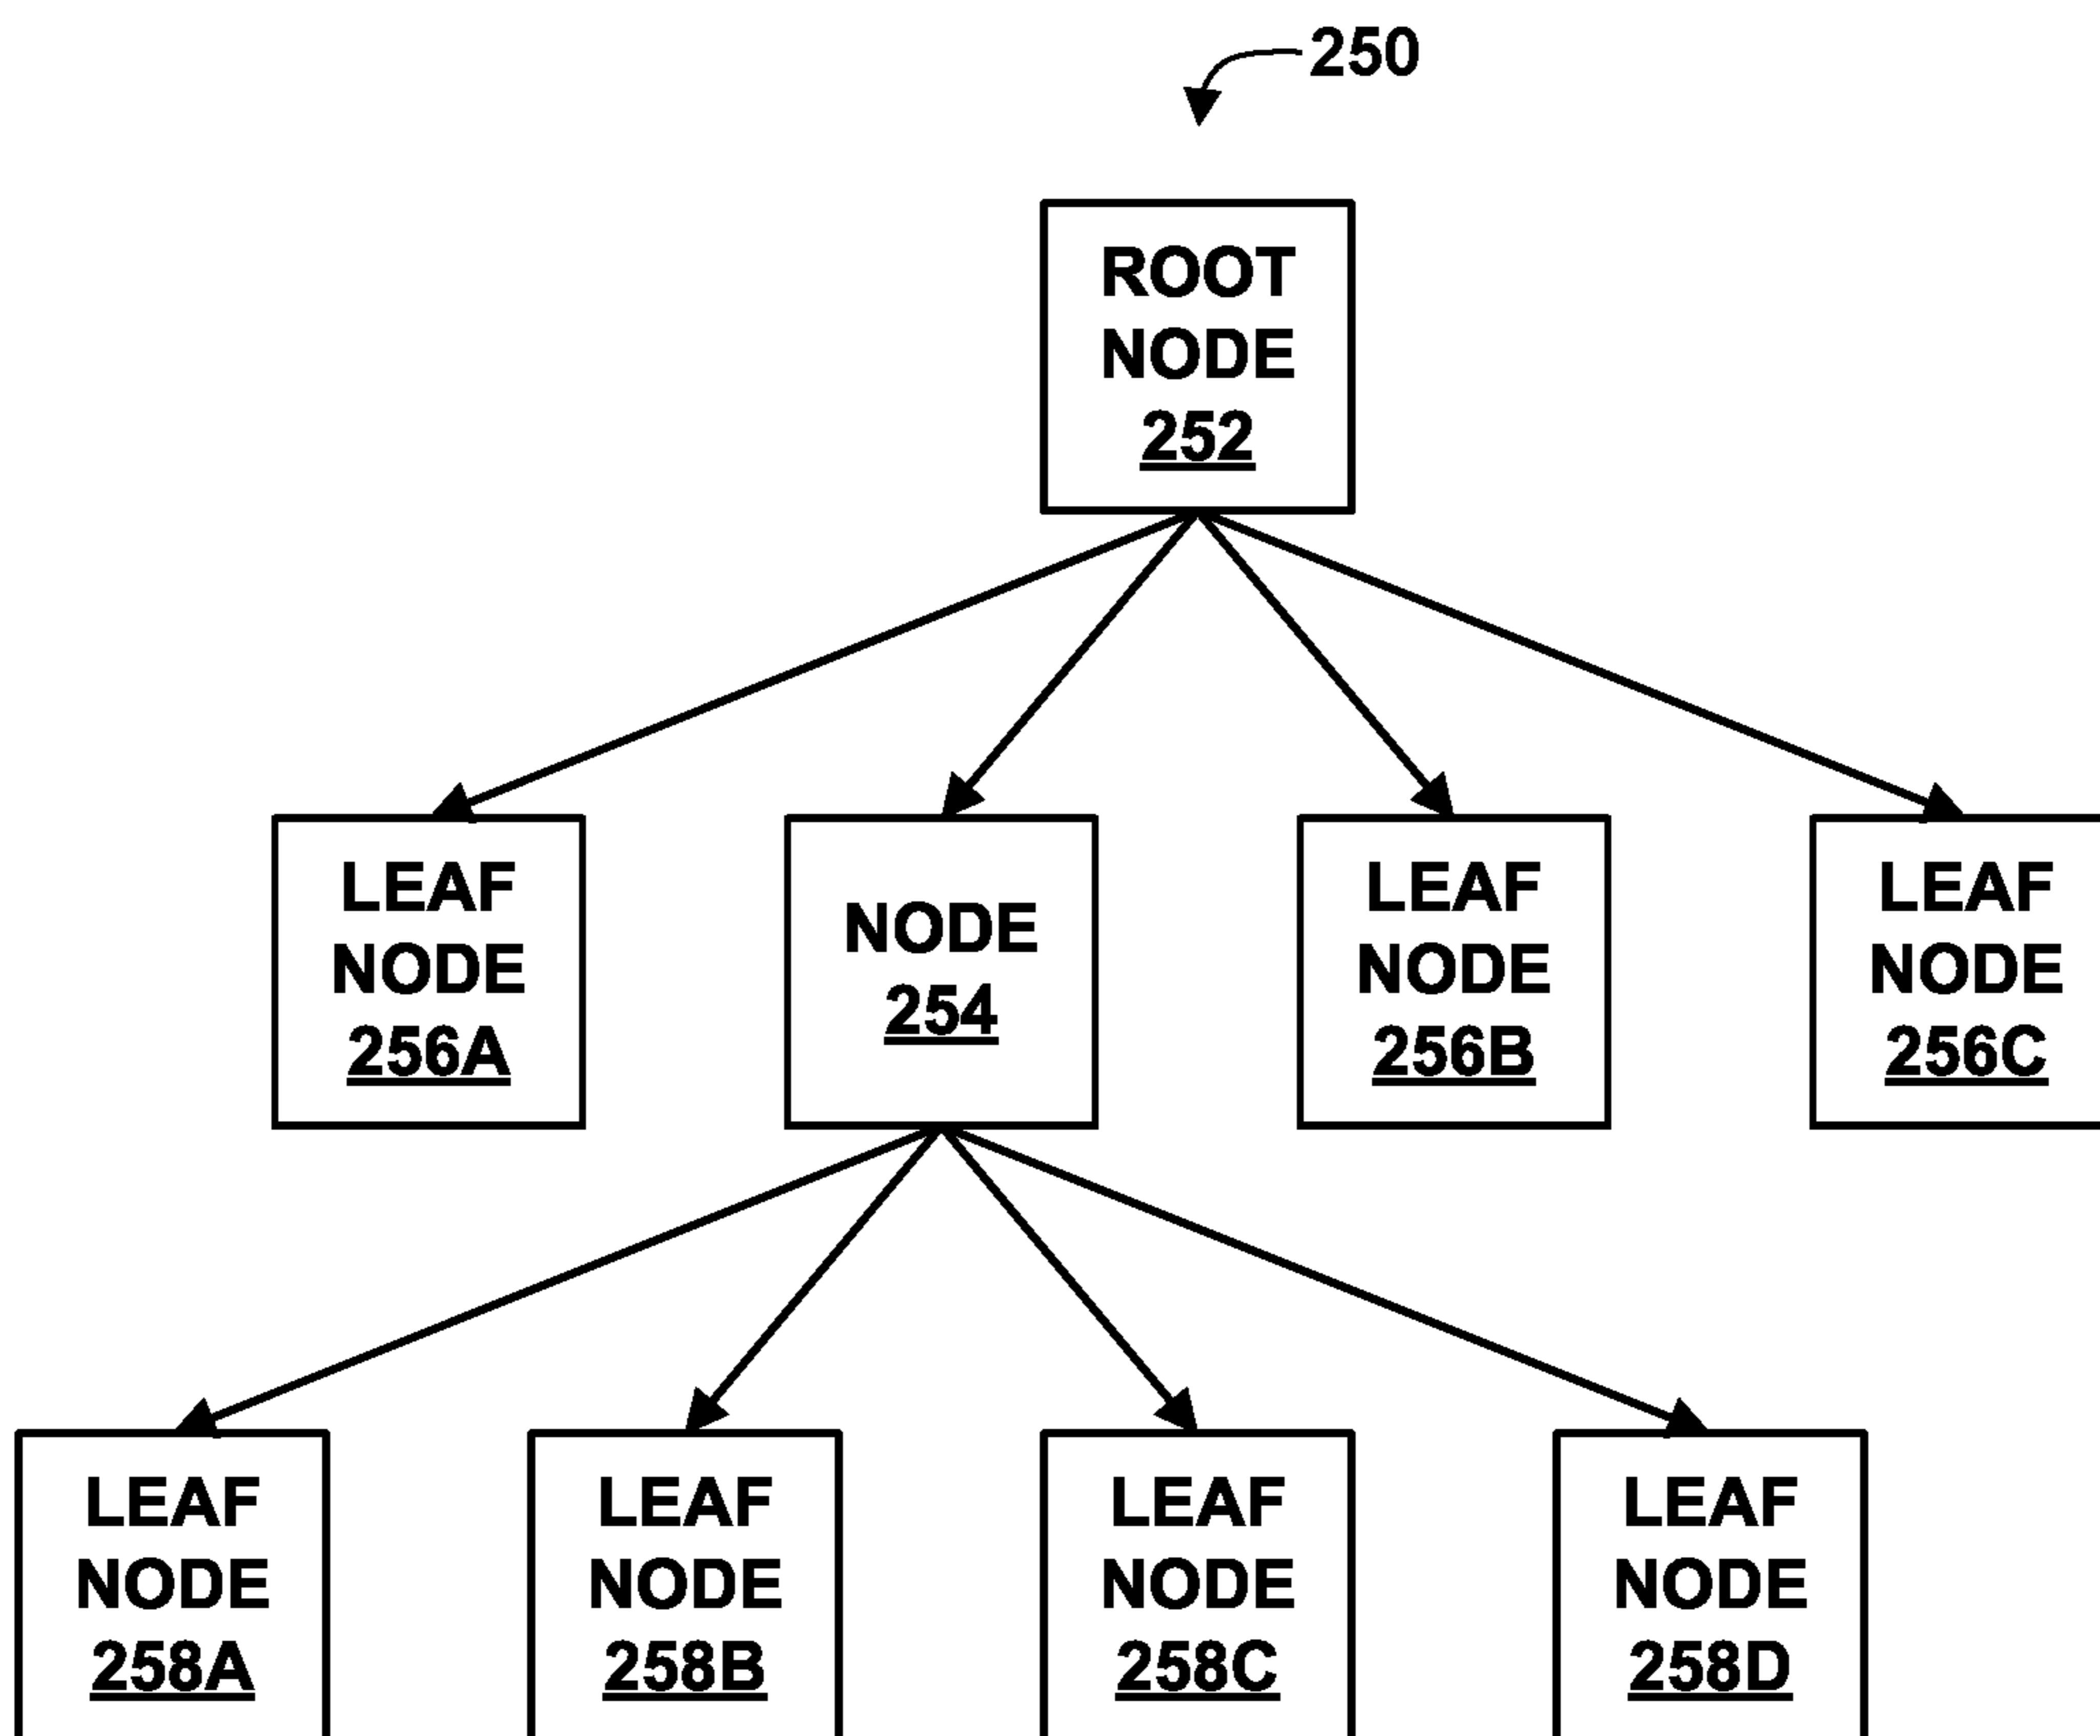 250
ROOT
NODE
252
LEAF
NODE
256A
NODE
254
LEAF
NODE
256B
LEAF
NODE
256C
LEAF
NODE
258A
LEAF
NODE
258B
LEAF
NODE
258C
LEAF
NODE
258D